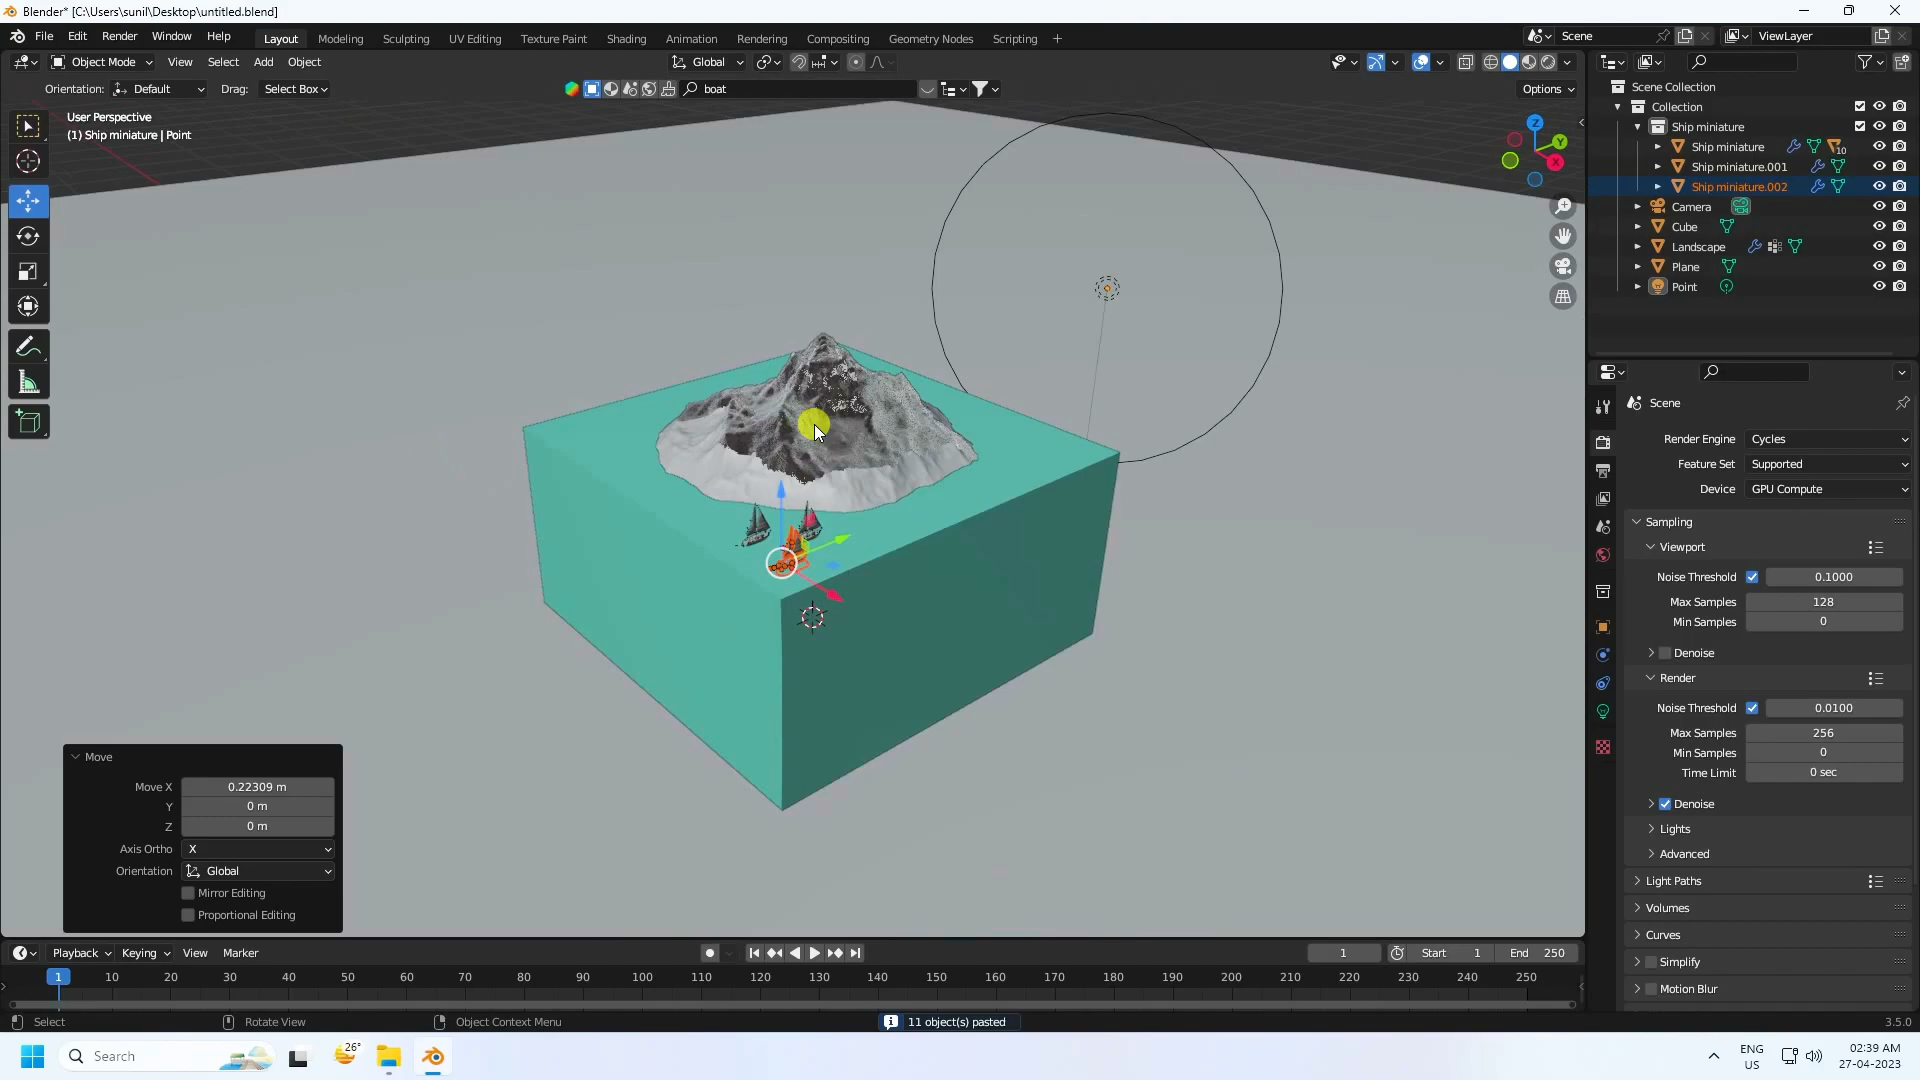 Blender* [C:\Users\sunil\Desktop\untitled.blend]
File Edit Render Window Help Layout Modeling Sculpting UV Editing Texture Paint Shading Animation Rendering Compositing Geometry Nodes Scripting + Scene ViewLayer
Object Mode View Select Add Object Global
Orientation: Default Drag: Select Box boat Options
User Perspective
(1) Ship miniature | Point
Z
Y
X
Scene Collection
Collection
Ship miniature
Ship miniature 10
Ship miniature.001
Ship miniature.002
Camera
Cube
Landscape
Plane
Point
Scene
Render Engine Cycles
Feature Set Supported
Device GPU Compute
Sampling
Viewport
Noise Threshold 0.1000
Max Samples 128
Min Samples 0
Denoise
Render
Noise Threshold 0.0100
Max Samples 256
Min Samples 0
Time Limit 0 sec
Denoise
Lights
Advanced
Light Paths
Volumes
Curves
Simplify
Motion Blur
Move
Move X 0.22309 m
Y 0 m
Z 0 m
Axis Ortho X
Orientation Global
Mirror Editing
Proportional Editing
Playback Keying View Marker 1 Start 1 End 250
1 10 20 30 40 50 60 70 80 90 100 110 120 130 140 150 160 170 180 190 200 210 220 230 240 250
Select Rotate View Object Context Menu 11 object(s) pasted 3.5.0
Search 26° ENG US 02:39 AM
27-04-2023